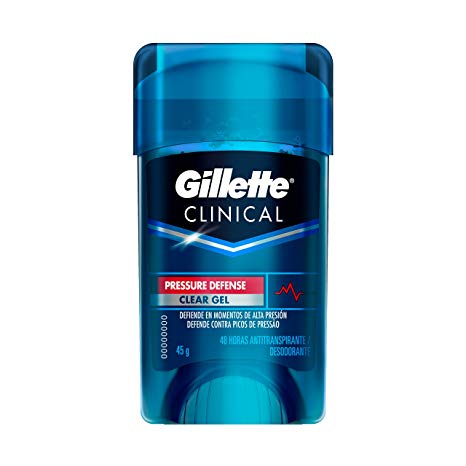 Gillette®
CLINICAL
PRESSURE DEFENSE
CLEAR GEL
DEFIENDE EN MOMENTOS DE ALTA PRESIÓN
DEFENDE CONTRA PICOS DE PRESSÃO
48 HORAS ANTITRANSPIRANTE /
DESODORANTE
45 g
00000000